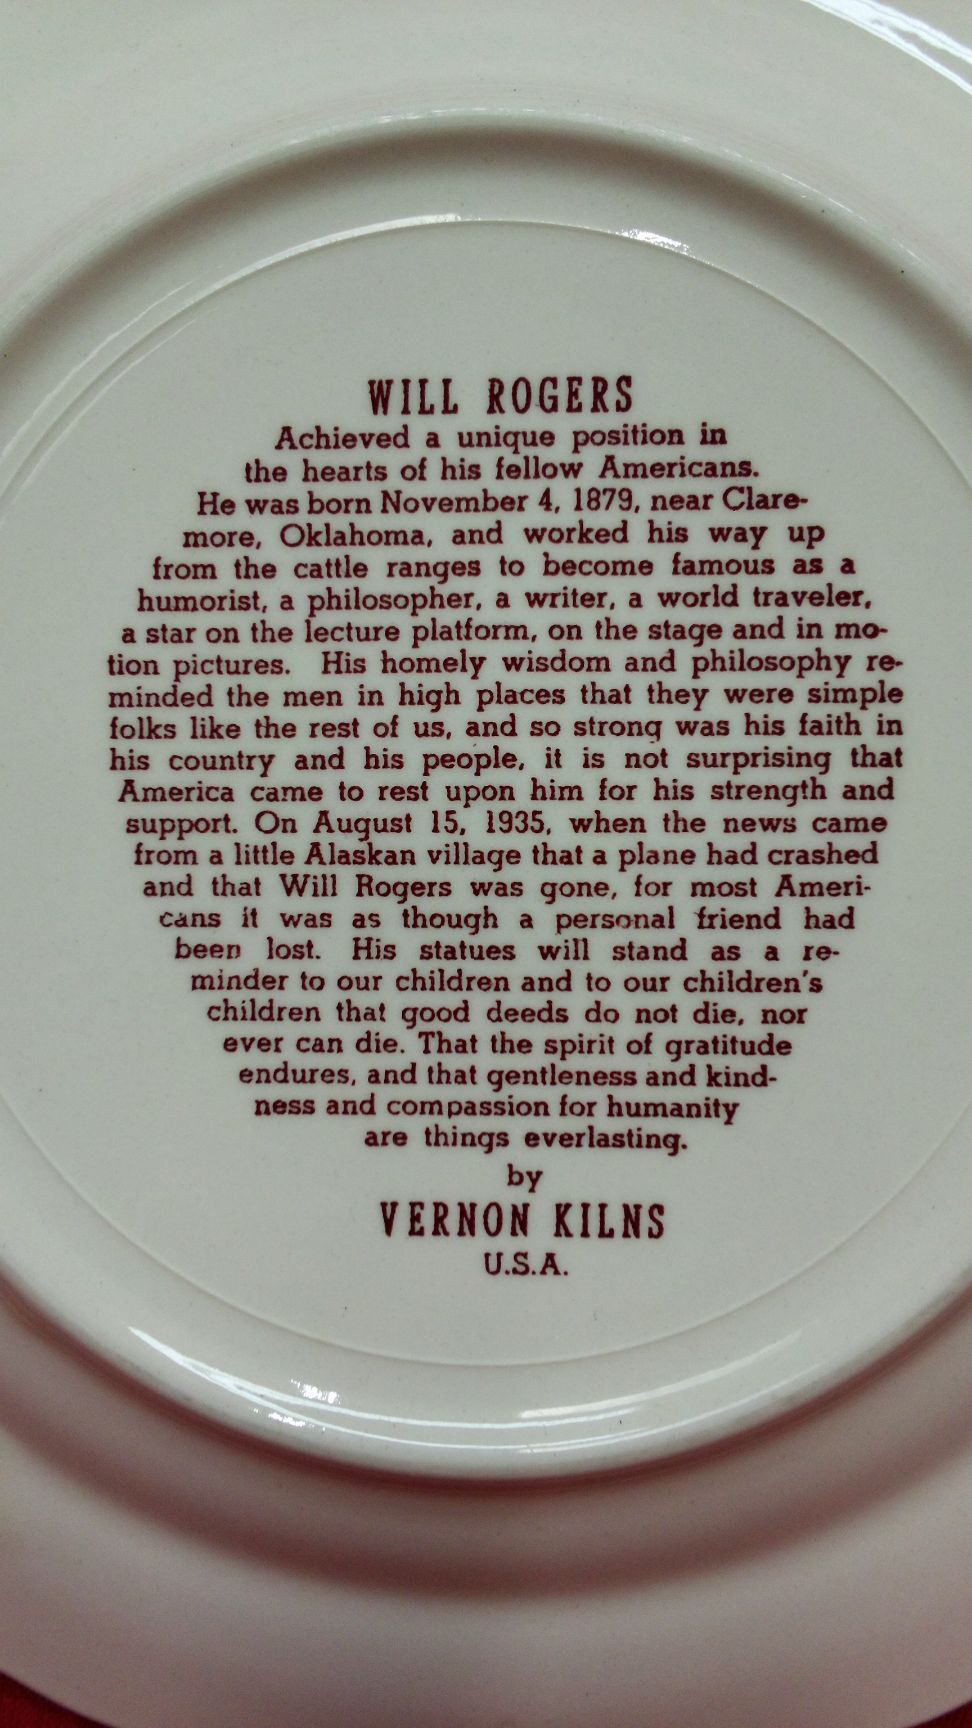 WILL ROGERS
Achieved a unique position in
the hearts of his fellow Americans.
He was born November 4, 1879, near Clare-
more, Oklahoma, and worked his way up
from the cattle ranges to become famous as a
humorist, a philosopher, a writer, a world traveler,
a star on the lecture platform, on the stage and in mo-
tion pictures. His homely wisdom and philosophy re-
minded the men in high places that they were simple
folks like the rest of us, and so strong was his faith in
his country and his people, it is not surprising that
America came to rest upon him for his strength and
support. On August 15, 1935, when the news came
from a little Alaskan village that a plane had crashed
and that Will Rogers was gone, for most Ameri-
cans it was as though a personal friend had
been lost. His statues will stand as a re-
minder to our children and to our children's
children that good deeds do not die, nor
ever can die. That the spirit of gratitude
endures, and that gentleness and kind-
ness and compassion for humanity
are things everlasting.
by
VERNON KILNS
U.S.A.